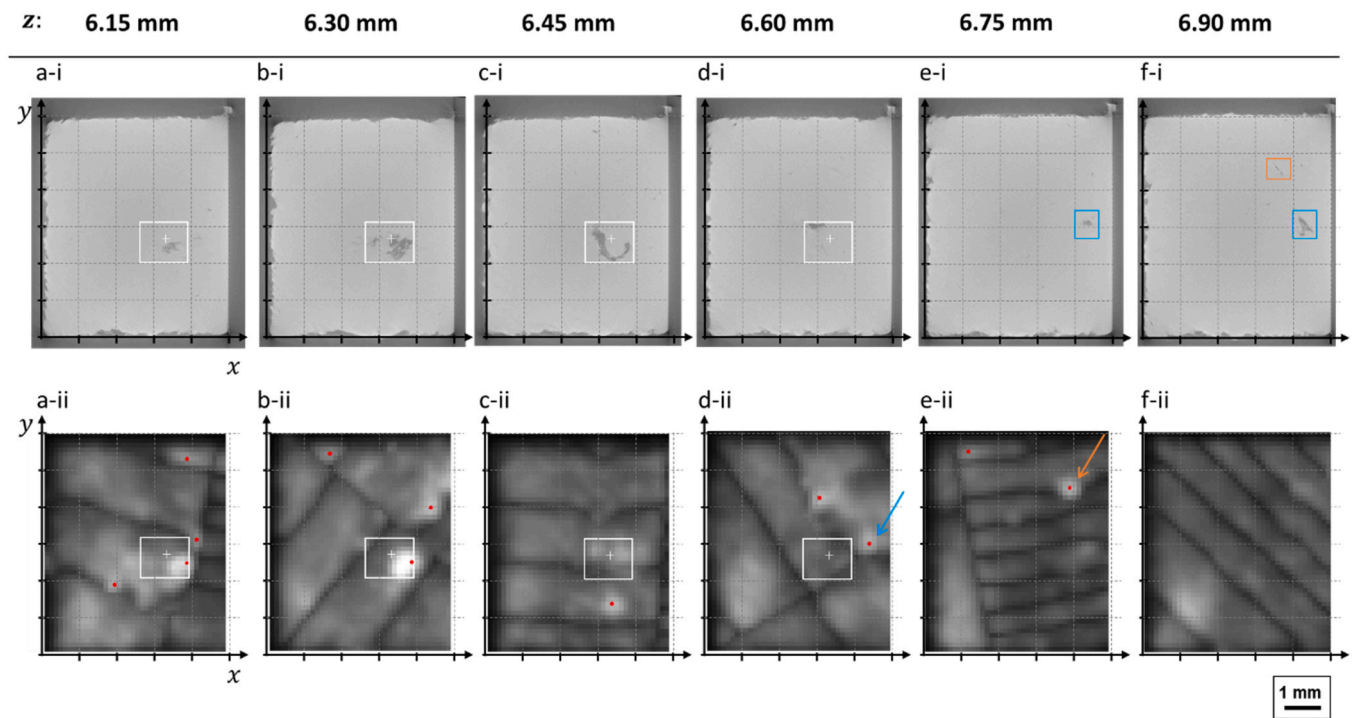 z: 6.15 mm 6.30 mm 6.45 mm 6.60 mm 6.75 mm 6.90 mm
a-i b-i c-i d-i e-i f-i
y
x
a-ii b-ii c-ii d-ii e-ii f-ii
y
x
1 mm